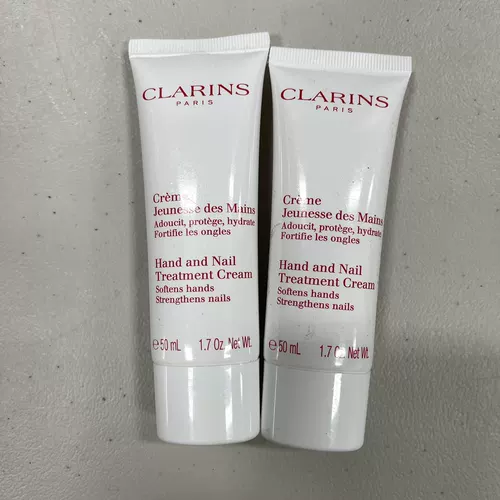 CLARINS
PARIS
Crème
Jeunesse des Mains
Adoucit, protège, hydrate
Fortifie les ongles
Hand and Nail
Treatment Cream
Softens hands
Strengthens nails
℮50 mL 1.7 Oz. Net Wt.
CLARINS
PARIS
Crème
Jeunesse des Mains
Adoucit, protège, hydrate
Fortifie les ongles
Hand and Nail
Treatment Cream
Softens hands
Strengthens nails
℮50 mL 1.7 Oz. Net Wt.